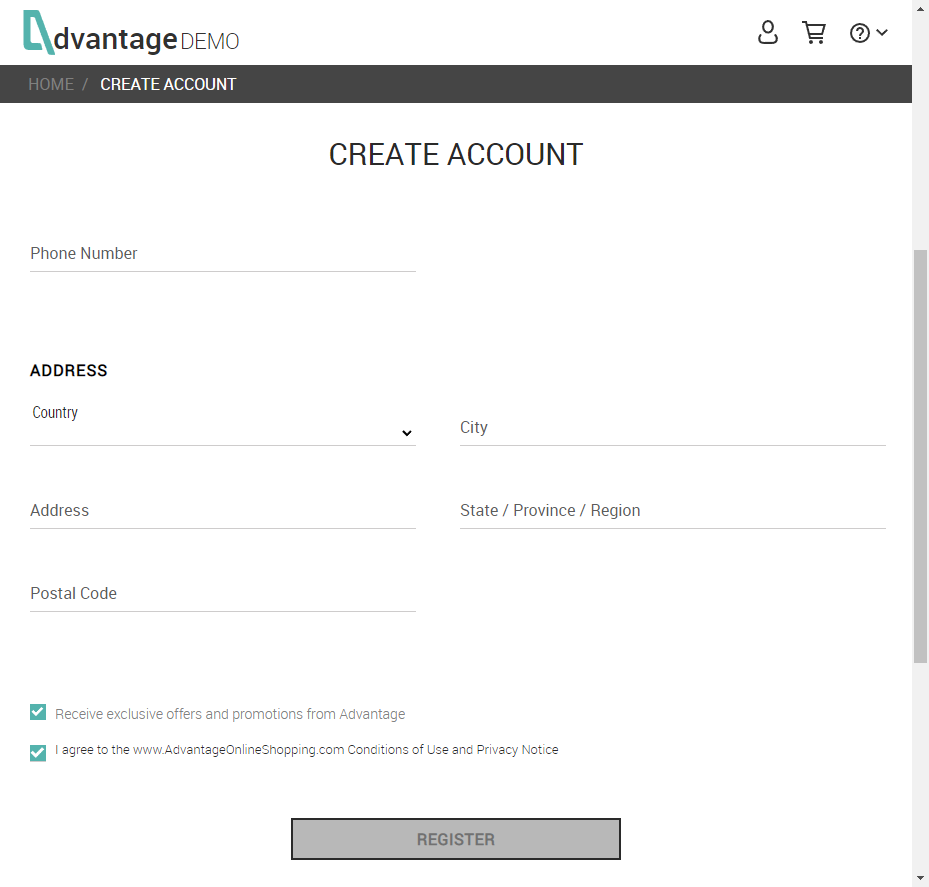 dvantage DEMO
HOME / CREATE ACCOUNT
CREATE ACCOUNT
Phone Number
ADDRESS
Country
City
Address
State / Province / Region
Postal Code
Receive exclusive offers and promotions from Advantage
I agree to the www.AdvantageOnlineShopping.com Conditions of Use and Privacy Notice
REGISTER